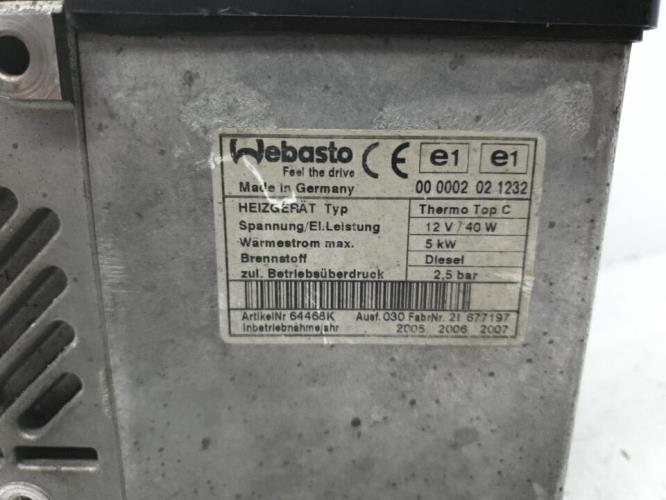 Webasto CE e1 e1
Feel the drive
Made in Germany 00 0002 02 1232
HEIZGERÄT Typ Thermo Top C
Spannung/El.Leistung 12 V / 40 W
Wärmestrom max. 5 kW
Brennstoff Diesel
zul. Betriebsüberdruck 2,5 bar
ArtikelNr 64468K Ausf. 030 FabrNr. 21 677197
Inbetriebnahmejahr 2005 2006 2007